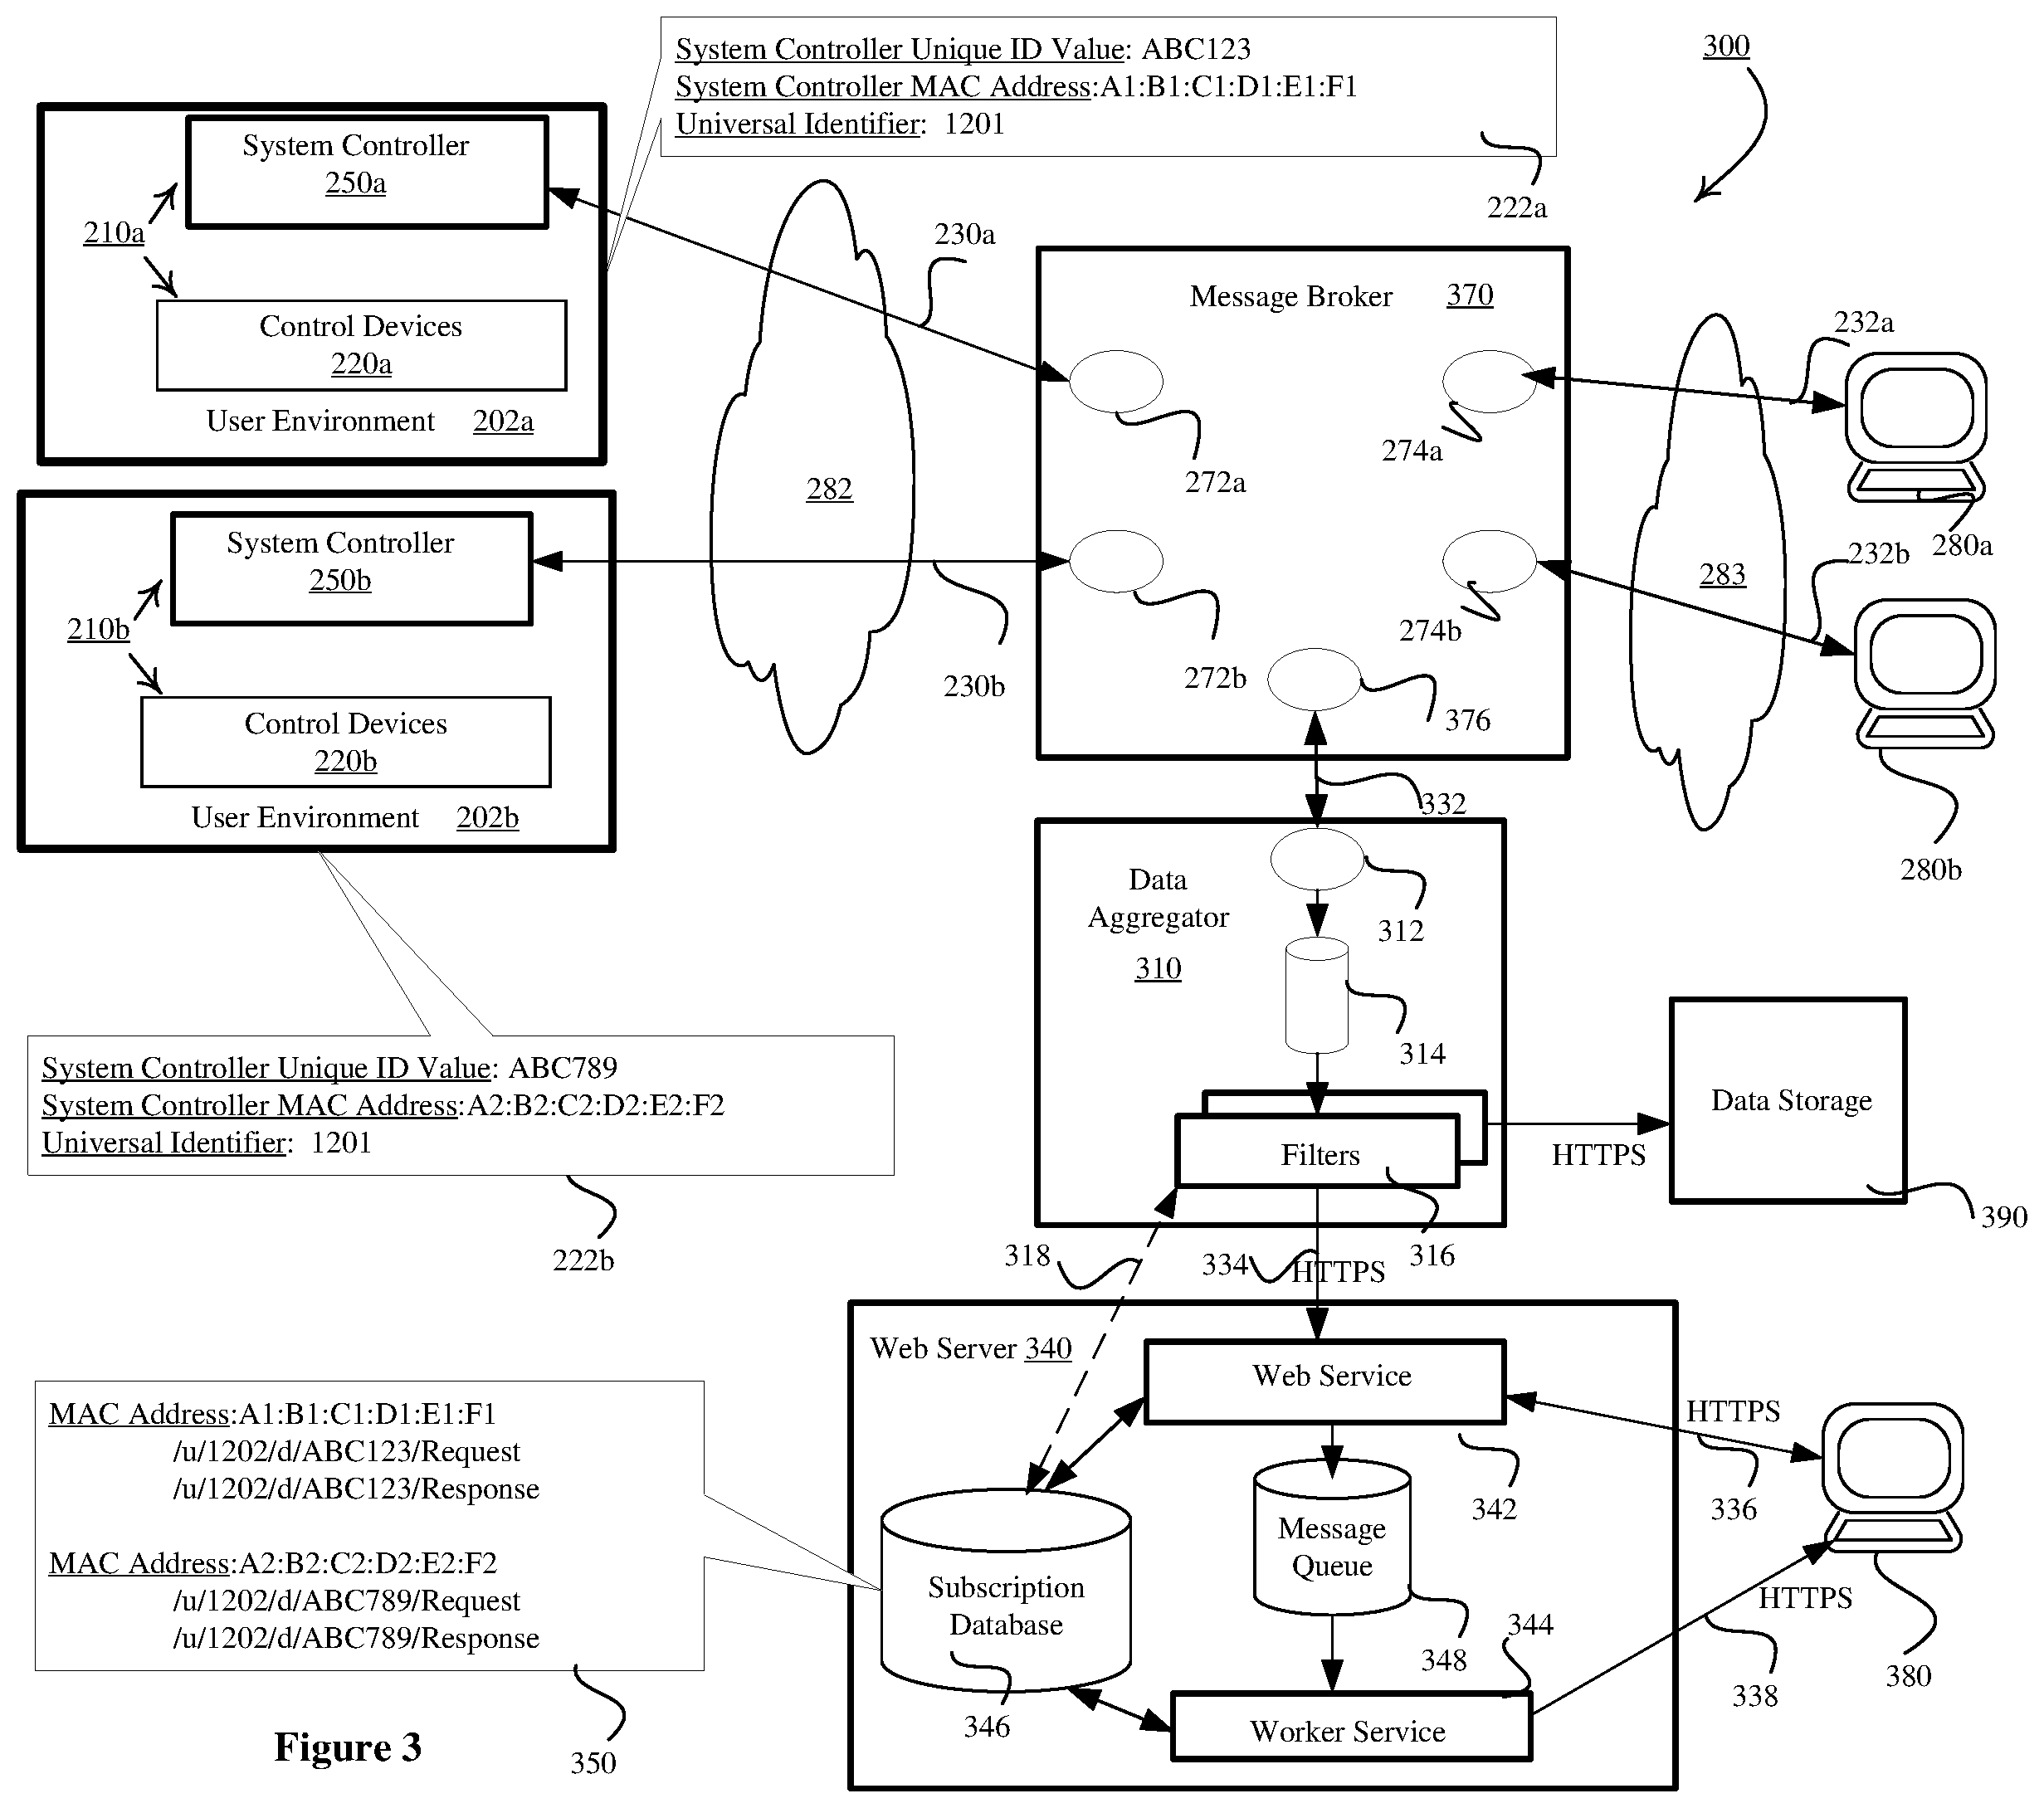 System Controller Unique ID Value: ABC123
System Controller MAC Address:A1:B1:C1:D1:E1:F1
Universal Identifier: 1201
222a
300
System Controller
250a
210a
Control Devices
220a
User Environment 202a
230a
282
Message Broker 370
272a
274a
232a
280a
283
System Controller
250b
210b
Control Devices
220b
User Environment 202b
230b
272b
274b
232b
280b
376
332
Data
Aggregator
310
312
314
Filters
316
HTTPS
Data Storage
390
System Controller Unique ID Value: ABC789
System Controller MAC Address:A2:B2:C2:D2:E2:F2
Universal Identifier: 1201
222b
318
334
HTTPS
Web Server 340
Web Service
342
HTTPS
336
Message
Queue
348
Subscription
Database
346
344
Worker Service
HTTPS
338
380
MAC Address:A1:B1:C1:D1:E1:F1
/u/1202/d/ABC123/Request
/u/1202/d/ABC123/Response
MAC Address:A2:B2:C2:D2:E2:F2
/u/1202/d/ABC789/Request
/u/1202/d/ABC789/Response
350
Figure 3